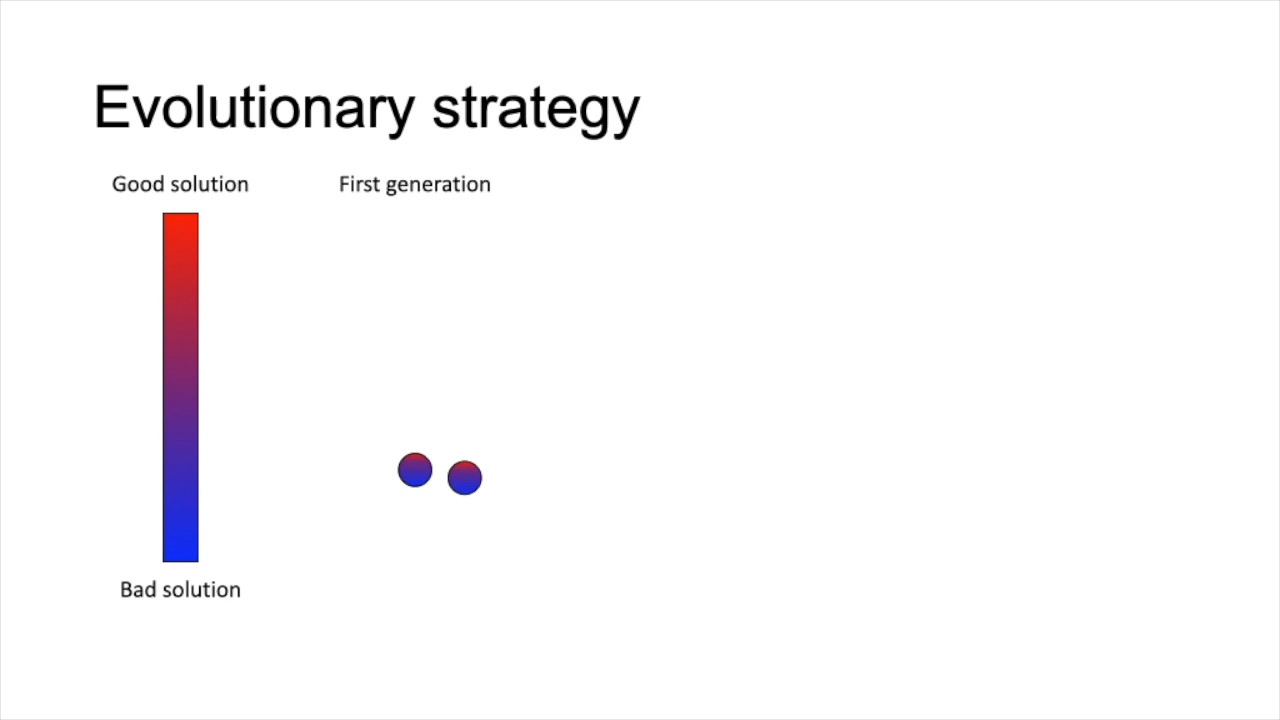 Evolutionary strategy
Good solution
First generation
Bad solution